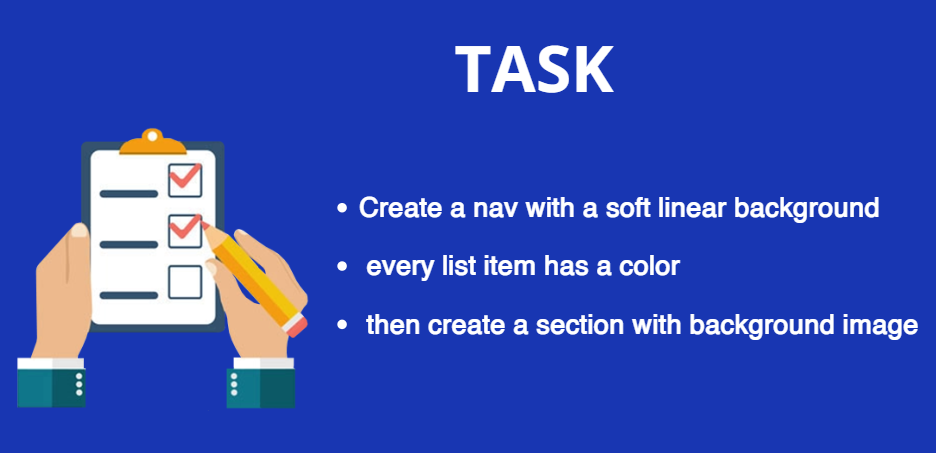 TASK
• Create a nav with a soft linear background
• every list item has a color
• then create a section with background image